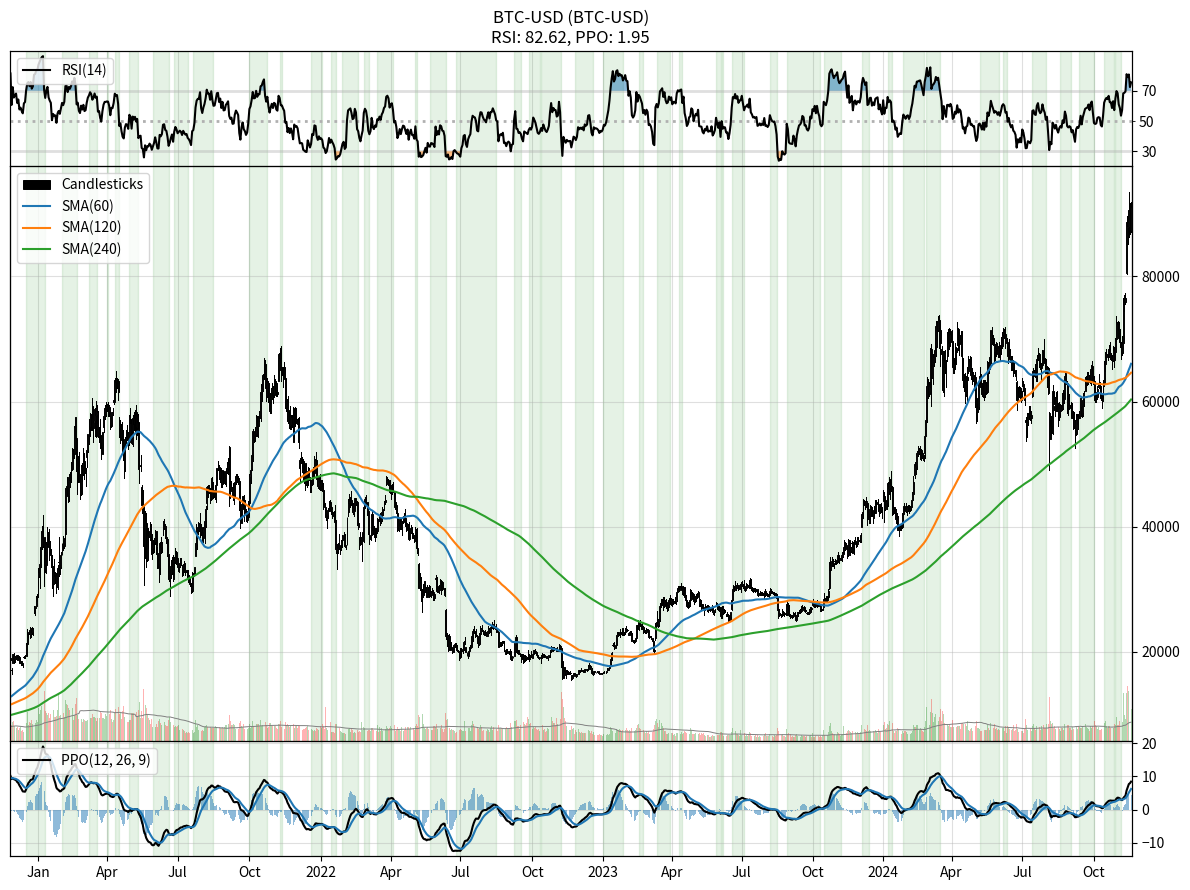 BTC-USD (BTC-USD)
RSI: 82.62, PPO: 1.95
RSI(14)
70
50
30
Candlesticks
SMA(60)
SMA(120)
SMA(240)
80000
60000
40000
20000
PPO(12, 26, 9)
20
10
0
−10
Jan Apr Jul Oct 2022 Apr Jul Oct 2023 Apr Jul Oct 2024 Apr Jul Oct